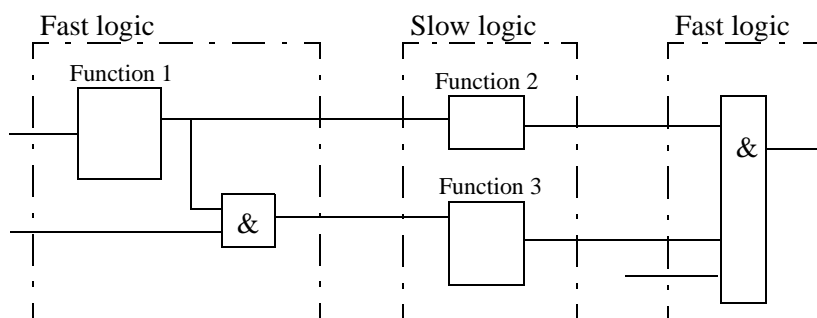 Fast logic
Slow logic
Fast logic
Function 1
Function 2
&
Function 3
&